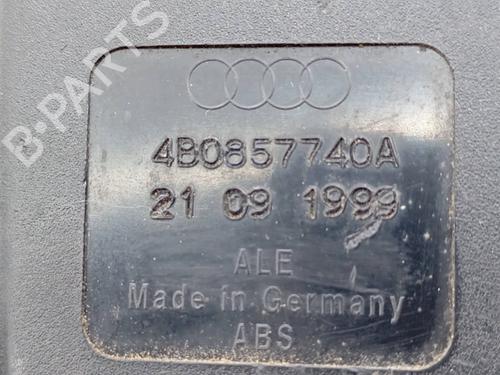 B-PARTS
4B0857740A
21 09 1999
ALE
Made in Germany
ABS